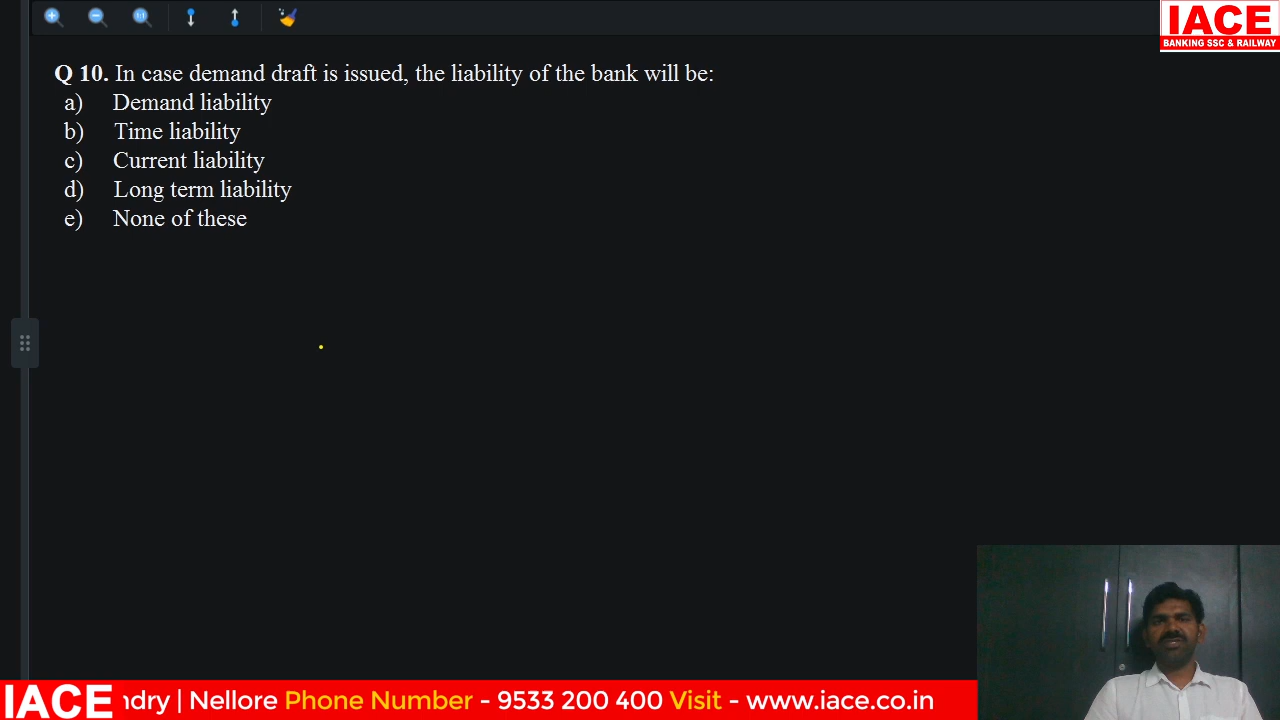 IACE
BANKING SSC & RAILWAY
Q 10. In case demand draft is issued, the liability of the bank will be:
a) Demand liability
b) Time liability
c) Current liability
d) Long term liability
e) None of these
IACE ndry | Nellore Phone Number - 9533 200 400 Visit - www.iace.co.in